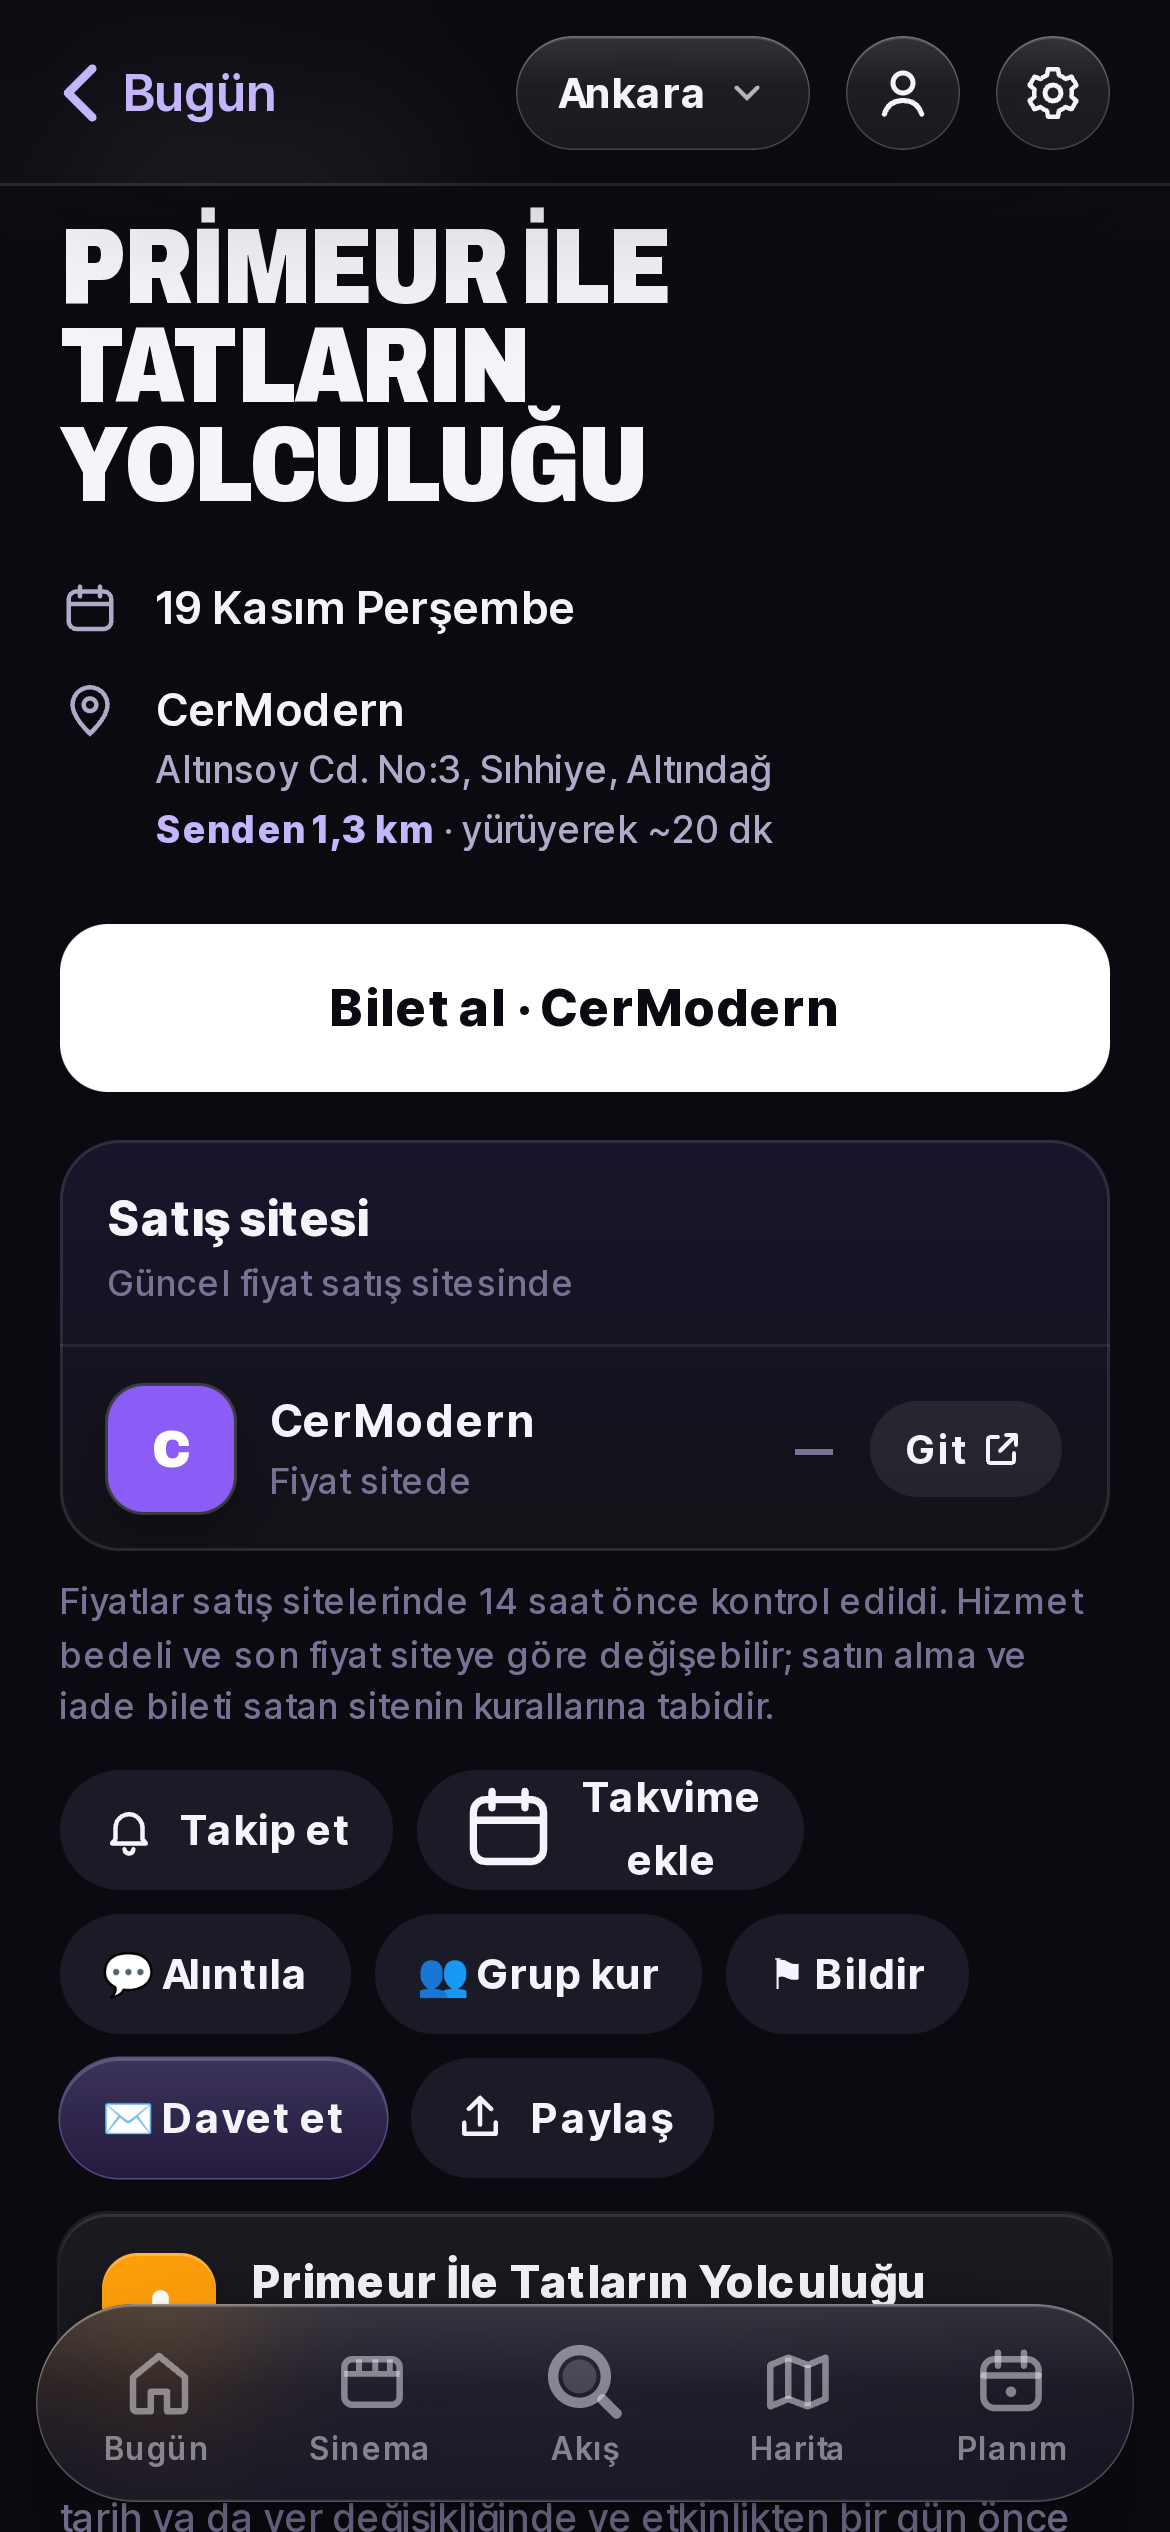 Bugün
Ankara
PRİMEUR İLE
TATLARIN
YOLCULUĞU
19 Kasım Perşembe
CerModern
Altınsoy Cd. No:3, Sıhhiye, Altındağ
Senden 1,3 km · yürüyerek ~20 dk
Bilet al · CerModern
Satış sitesi
Güncel fiyat satış sitesinde
C
CerModern
Fiyat sitede
—
Git
Fiyatlar satış sitelerinde 14 saat önce kontrol edildi. Hizmet
bedeli ve son fiyat siteye göre değişebilir; satın alma ve
iade bileti satan sitenin kurallarına tabidir.
Takip et
Takvime
ekle
💬 Alıntıla
👥 Grup kur
⚑ Bildir
✉️ Davet et
Paylaş
Primeur İle Tatların Yolculuğu
Bugün
Sinema
Akış
Harita
Planım
tarih ya da yer değişikliğinde ve etkinlikten bir gün önce